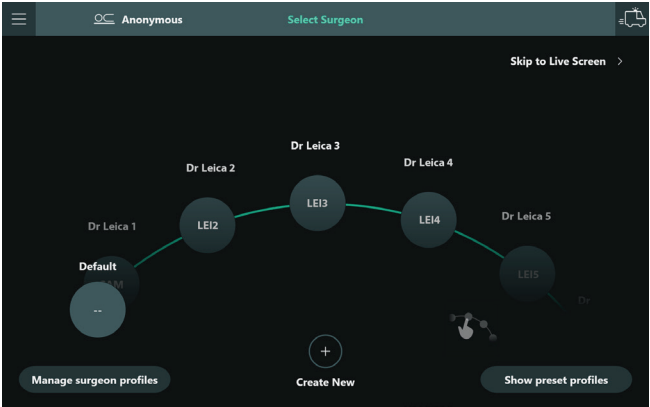 Anonymous
Select Surgeon
Skip to Live Screen
Dr Leica 3
Dr Leica 2
Dr Leica 4
LEI3
LEI2
LEI4
Dr Leica 1
Dr Leica 5
Default
LEI5
--
Dr
Manage surgeon profiles
Create New
Show preset profiles